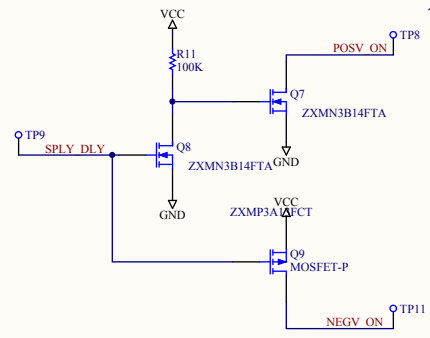 VCC
TP8
POSV_ON
R11
100K
Q7
ZXMN3B14FTA
TP9
SPLY_DLY
Q8
ZXMN3B14FTA
GND
GND
VCC
Q9
MOSFET-P
TP11
NEGV_ON